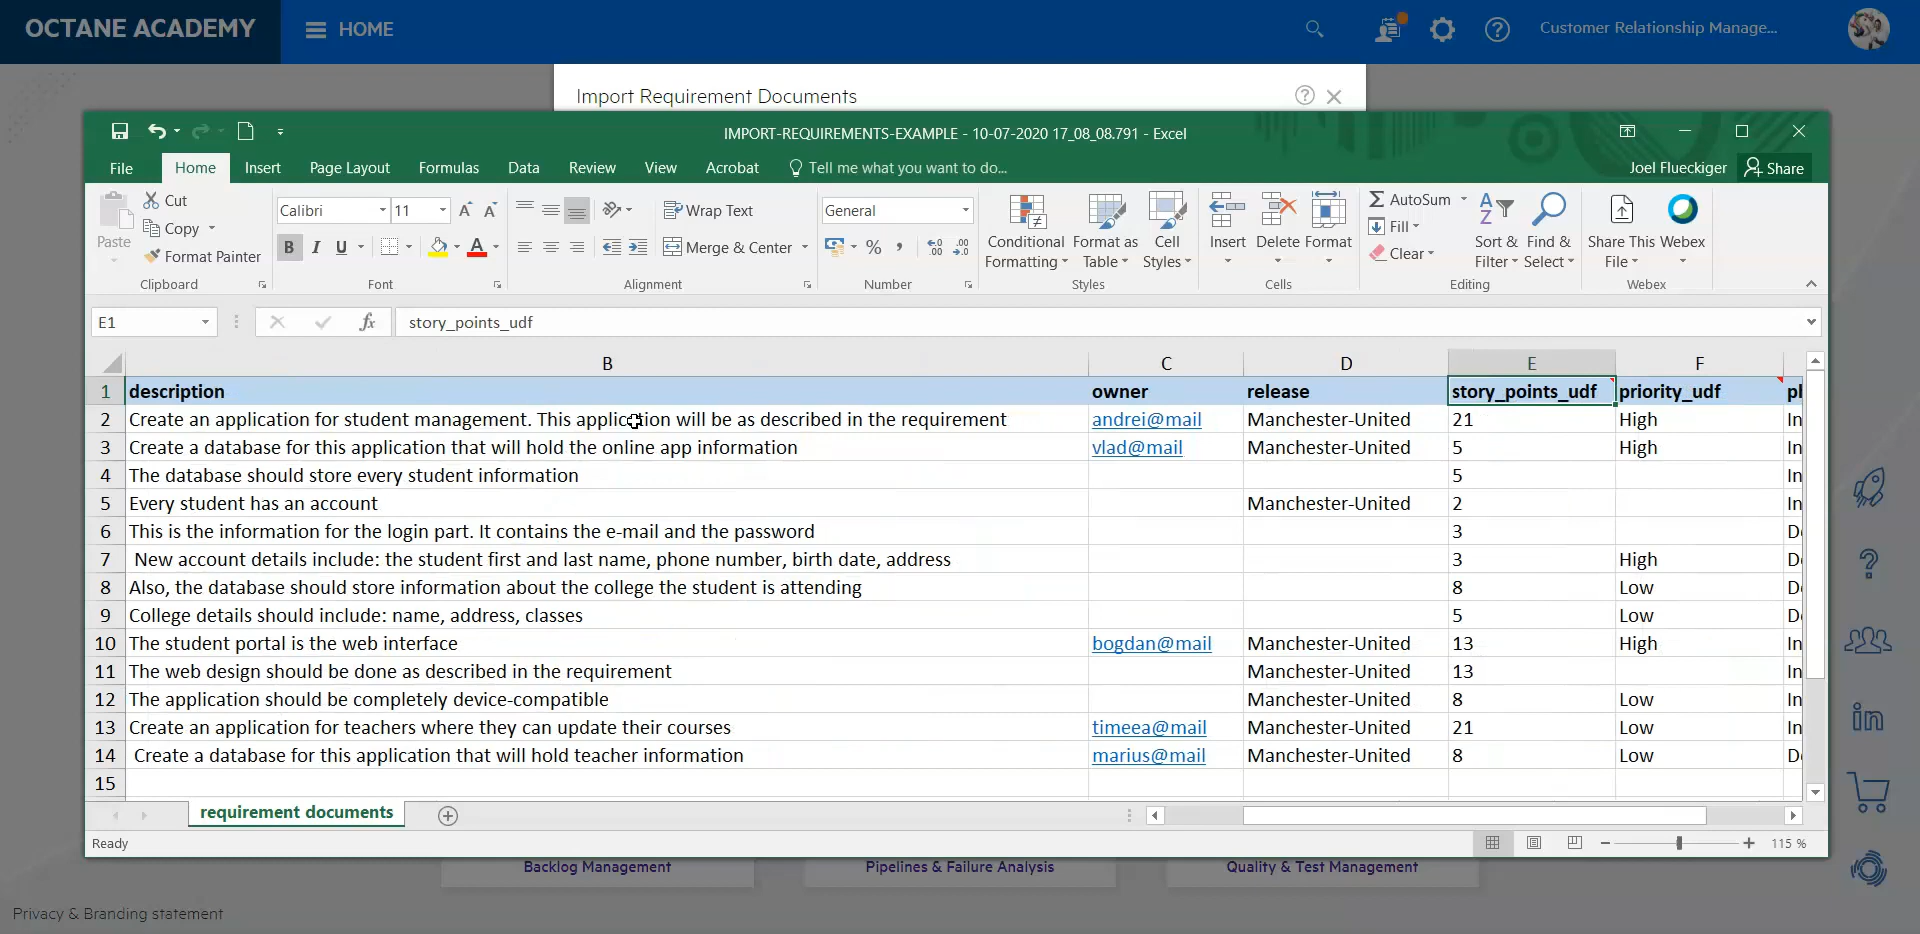 OCTANE ACADEMY
HOME
Customer Relationship Manage...
Import Requirement Documents
IMPORT-REQUIREMENTS-EXAMPLE - 10-07-2020 17_08_08.791 - Excel
File Home Insert Page Layout Formulas Data Review View Acrobat Tell me what you want to do...
Joel Flueckiger Share
Paste
Cut
Copy
Format Painter
Clipboard
Calibri 11
B I U
Font
Wrap Text
Merge & Center
Alignment
General
Number
Conditional Formatting
Format as Table
Cell Styles
Styles
Insert Delete Format
Cells
AutoSum
Fill
Clear
Sort & Filter
Find & Select
Editing
Share This File
Webex
Webex
E1
fx
story_points_udf
B C D E F
1 description owner release story_points_udf priority_udf
2 Create an application for student management. This application will be as described in the requirement andrei@mail Manchester-United 21 High In
3 Create a database for this application that will hold the online app information vlad@mail Manchester-United 5 High In
4 The database should store every student information 5 In
5 Every student has an account Manchester-United 2 In
6 This is the information for the login part. It contains the e-mail and the password 3
7 New account details include: the student first and last name, phone number, birth date, address 3 High
8 Also, the database should store information about the college the student is attending 8 Low
9 College details should include: name, address, classes 5 Low
10 The student portal is the web interface bogdan@mail Manchester-United 13 High In
11 The web design should be done as described in the requirement Manchester-United 13 In
12 The application should be completely device-compatible Manchester-United 8 Low In
13 Create an application for teachers where they can update their courses timeea@mail Manchester-United 21 Low In
14 Create a database for this application that will hold teacher information marius@mail Manchester-United 8 Low
15
requirement documents
Ready
115 %
Backlog Management
Pipelines & Failure Analysis
Quality & Test Management
Privacy & Branding statement